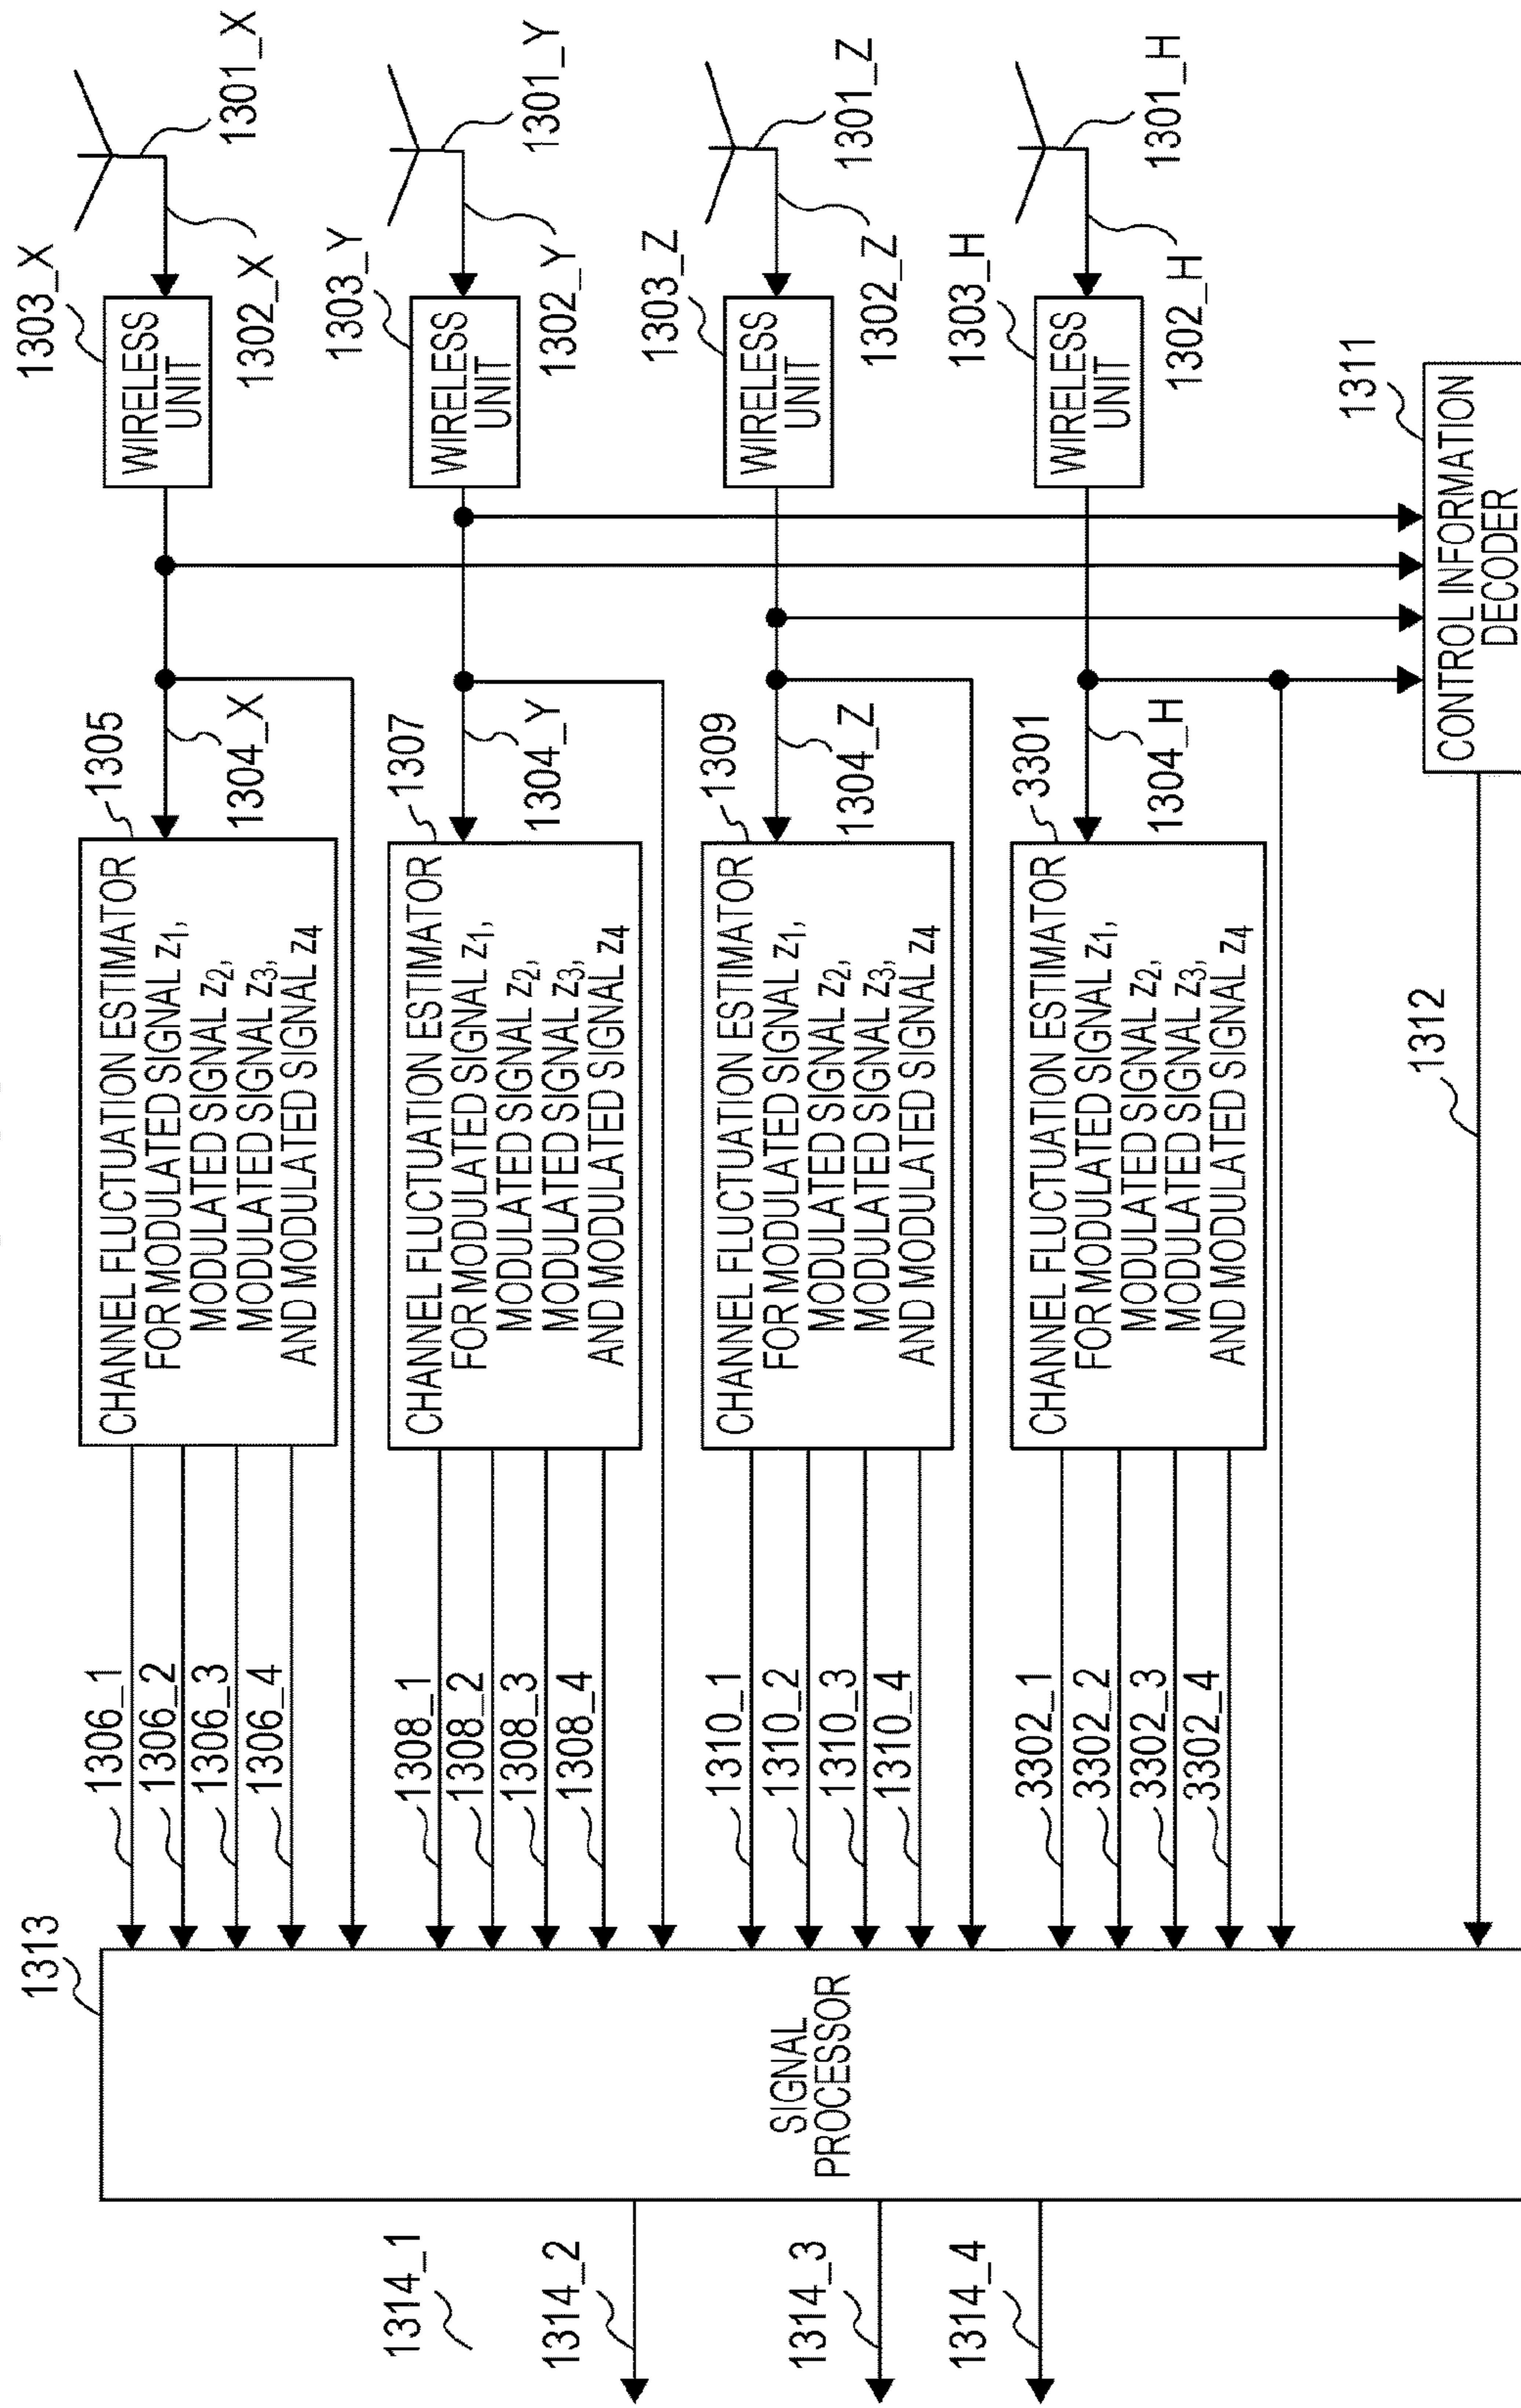 1301_X
1302_X
1303_X
WIRELESS
UNIT
1304_X
1305
CHANNEL FLUCTUATION ESTIMATOR
FOR MODULATED SIGNAL z1,
MODULATED SIGNAL z2,
MODULATED SIGNAL z3,
AND MODULATED SIGNAL z4
1306_1
1306_2
1306_3
1306_4
1301_Y
1302_Y
1303_Y
WIRELESS
UNIT
1304_Y
1307
CHANNEL FLUCTUATION ESTIMATOR
FOR MODULATED SIGNAL z1,
MODULATED SIGNAL z2,
MODULATED SIGNAL z3,
AND MODULATED SIGNAL z4
1308_1
1308_2
1308_3
1308_4
1301_Z
1302_Z
1303_Z
WIRELESS
UNIT
1304_Z
1309
CHANNEL FLUCTUATION ESTIMATOR
FOR MODULATED SIGNAL z1,
MODULATED SIGNAL z2,
MODULATED SIGNAL z3,
AND MODULATED SIGNAL z4
1310_1
1310_2
1310_3
1310_4
1301_H
1302_H
1303_H
WIRELESS
UNIT
1304_H
3301
CHANNEL FLUCTUATION ESTIMATOR
FOR MODULATED SIGNAL z1,
MODULATED SIGNAL z2,
MODULATED SIGNAL z3,
AND MODULATED SIGNAL z4
3302_1
3302_2
3302_3
3302_4
1311
CONTROL INFORMATION
DECODER
1312
1313
SIGNAL
PROCESSOR
1314_1
1314_2
1314_3
1314_4